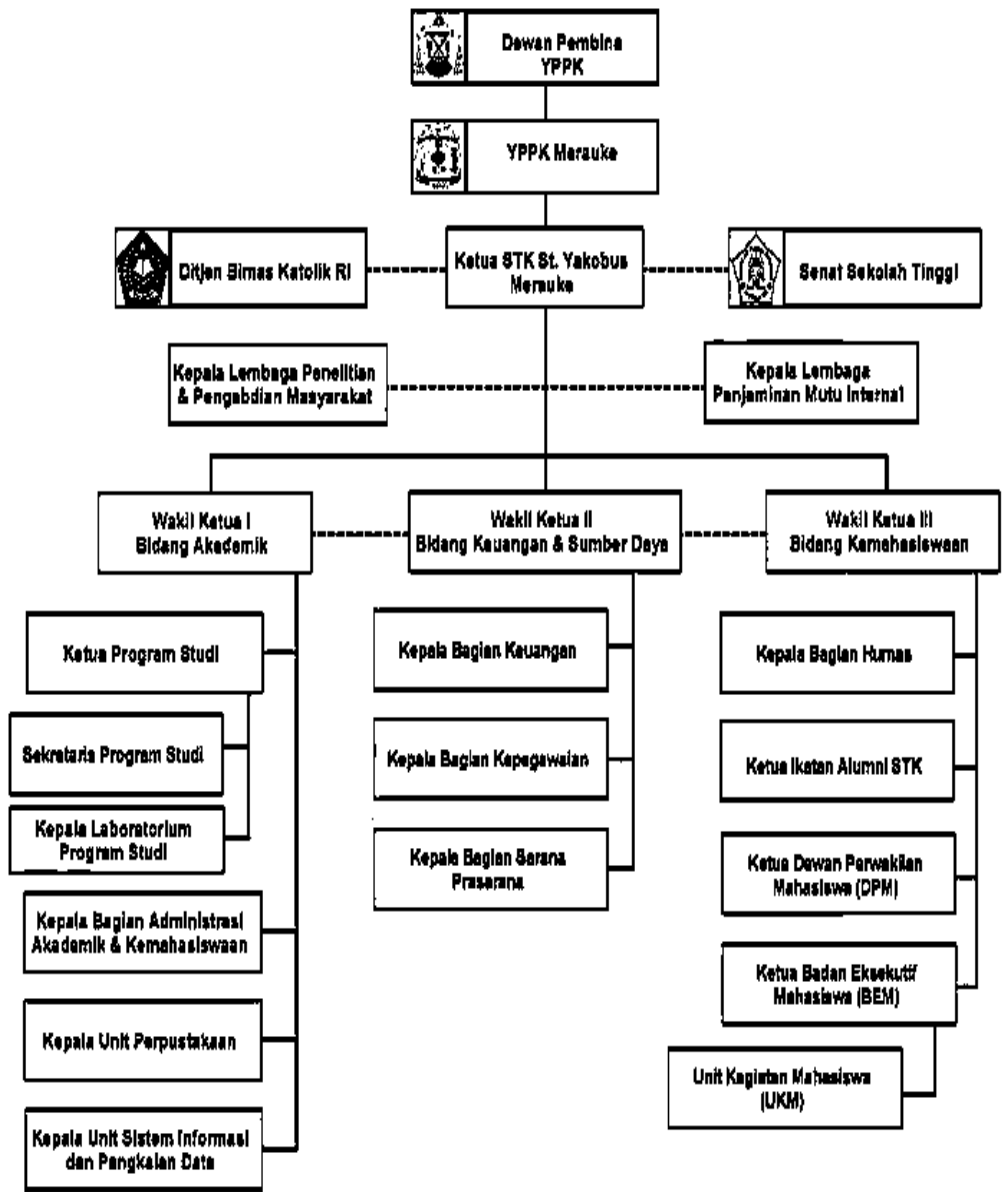 Dewan Pembina
YPPK
YPPK Merauke
Ditjen Bimas Katolik RI
Ketua STK St. Yakobus
Merauke
Senat Sekolah Tinggi
Kepala Lembaga Penelitian
& Pengabdian Masyarakat
Kepala Lembaga
Penjaminan Mutu Internal
Wakil Ketua I
Bidang Akademik
Wakil Ketua II
Bidang Keuangan & Sumber Daya
Wakil Ketua III
Bidang Kemahasiswaan
Ketua Program Studi
Sekretaris Program Studi
Kepala Laboratorium
Program Studi
Kepala Bagian Administrasi
Akademik & Kemahasiswaan
Kepala Unit Perpustakaan
Kepala Unit Sistem Informasi
dan Pangkalan Data
Kepala Bagian Keuangan
Kepala Bagian Kepegawaian
Kepala Bagian Sarana
Prasarana
Kepala Bagian Humas
Ketua Ikatan Alumni STK
Ketua Dewan Perwakilan
Mahasiswa (DPM)
Ketua Badan Eksekutif
Mahasiswa (BEM)
Unit Kegiatan Mahasiswa
(UKM)